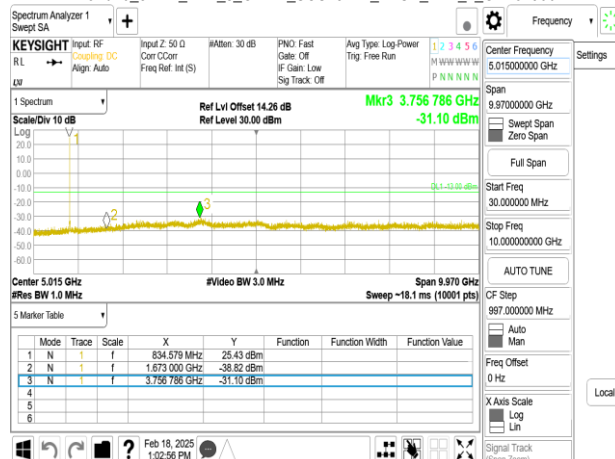 Spectrum Analyzer 1
Swept SA
Frequency
Settings
KEYSIGHT
RL
LXI
Input: RF
Coupling: DC
Align: Auto
Input Z: 50 Ω
Corr CCorr
Freq Ref: Int (S)
#Atten: 30 dB
PNO: Fast
Gate: Off
IF Gain: Low
Sig Track: Off
Avg Type: Log-Power
Trig: Free Run
1 2 3 4 5 6
M W W W W W
P N N N N N
1 Spectrum
Scale/Div 10 dB
Ref Lvl Offset 14.26 dB
Ref Level 30.00 dBm
Mkr3 3.756 786 GHz
-31.10 dBm
Log
20.0
10.0
0.00
-10.0
-20.0
-30.0
-40.0
-50.0
-60.0
1
2
3
DL1 -13.00 dBm
Center 5.015 GHz
#Res BW 1.0 MHz
#Video BW 3.0 MHz
Span 9.970 GHz
Sweep ~18.1 ms (10001 pts)
5 Marker Table
Mode Trace Scale X Y Function Function Width Function Value
1 N 1 f 834.579 MHz 25.43 dBm
2 N 1 f 1.673 000 GHz -38.82 dBm
3 N 1 f 3.756 786 GHz -31.10 dBm
4
5
6
Center Frequency
5.015000000 GHz
Span
9.97000000 GHz
Swept Span
Zero Span
Full Span
Start Freq
30.000000 MHz
Stop Freq
10.000000000 GHz
AUTO TUNE
CF Step
997.000000 MHz
Auto
Man
Freq Offset
0 Hz
X Axis Scale
Log
Lin
Signal Track
Local
?
Feb 18, 2025
1:02:56 PM